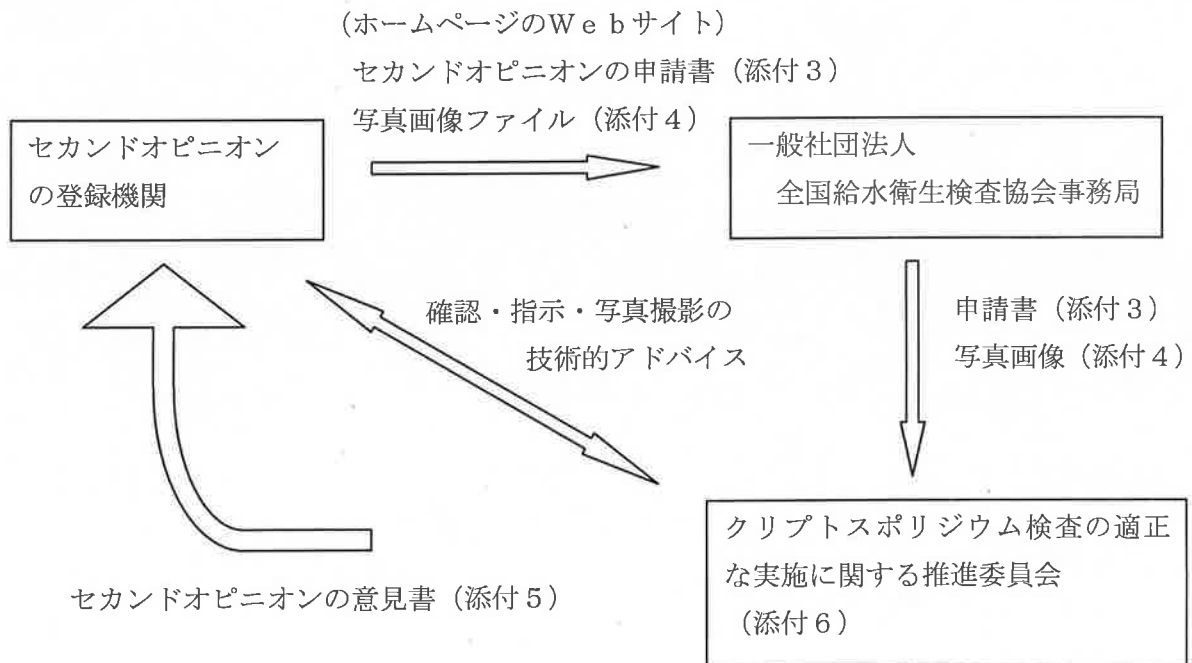 (ホームページのWebサイト)
セカンドオピニオンの申請書(添付3)
写真画像ファイル(添付4)
セカンドオピニオン
の登録機関
一般社団法人
全国給水衛生検査協会事務局
確認・指示・写真撮影の
技術的アドバイス
申請書(添付3)
写真画像(添付4)
クリプトスポリジウム検査の適正
な実施に関する推進委員会
(添付6)
セカンドオピニオンの意見書(添付5)